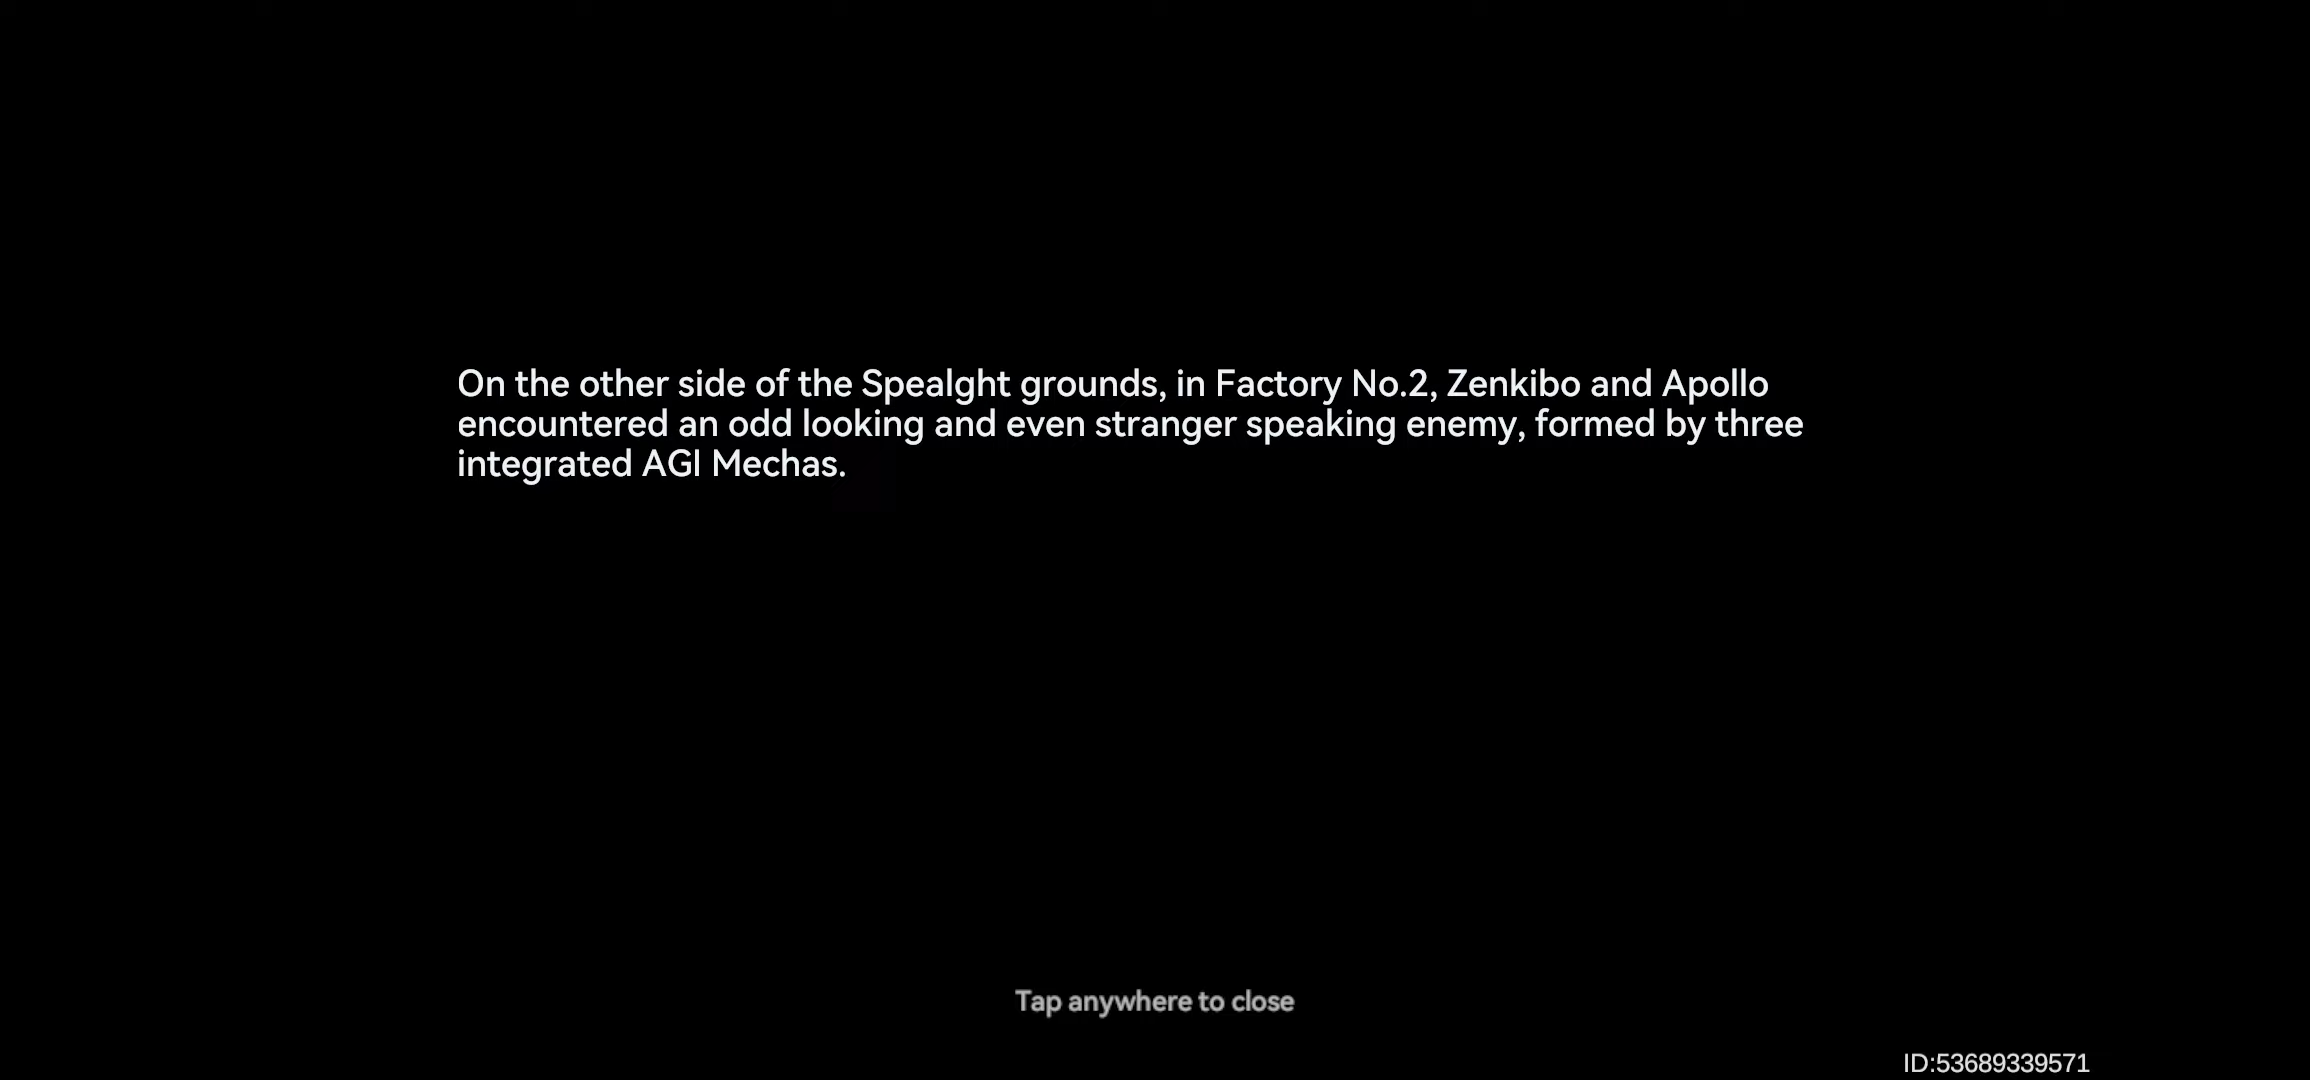 On the other side of the Spealght grounds, in Factory No.2, Zenkibo and Apollo
encountered an odd looking and even stranger speaking enemy, formed by three
integrated AGI Mechas.
Tap anywhere to close
ID:53689339571